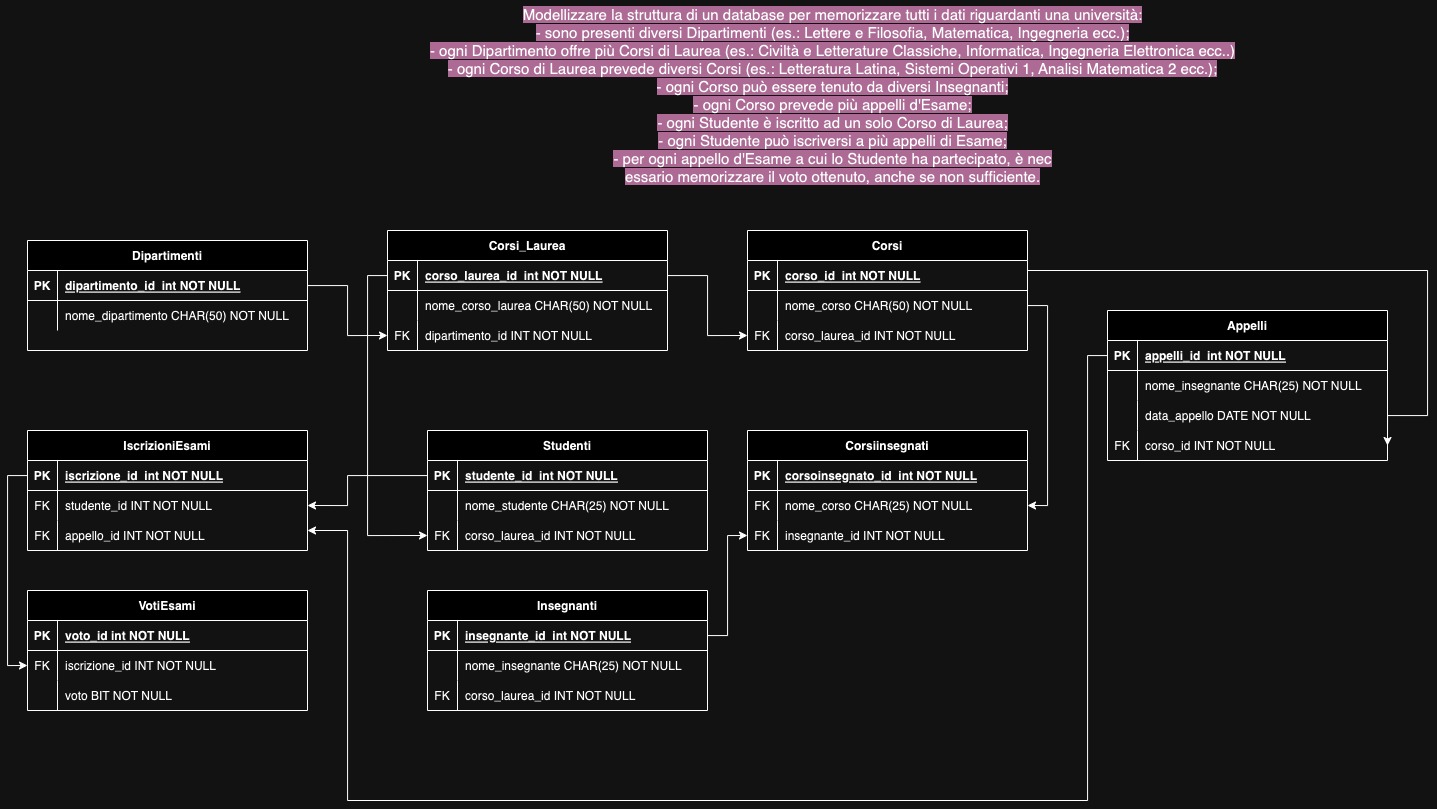 Modellizzare la struttura di un database per memorizzare tutti i dati riguardanti una università:
- sono presenti diversi Dipartimenti (es.: Lettere e Filosofia, Matematica, Ingegneria ecc.);
- ogni Dipartimento offre più Corsi di Laurea (es.: Civiltà e Letterature Classiche, Informatica, Ingegneria Elettronica ecc..)
- ogni Corso di Laurea prevede diversi Corsi (es.: Letteratura Latina, Sistemi Operativi 1, Analisi Matematica 2 ecc.);
- ogni Corso può essere tenuto da diversi Insegnanti;
- ogni Corso prevede più appelli d'Esame;
- ogni Studente è iscritto ad un solo Corso di Laurea;
- ogni Studente può iscriversi a più appelli di Esame;
- per ogni appello d'Esame a cui lo Studente ha partecipato, è nec
essario memorizzare il voto ottenuto, anche se non sufficiente.
Dipartimenti
PK dipartimento_id int NOT NULL
nome_dipartimento CHAR(50) NOT NULL
Corsi_Laurea
PK corso_laurea_id int NOT NULL
nome_corso_laurea CHAR(50) NOT NULL
FK dipartimento_id INT NOT NULL
Corsi
PK corso_id int NOT NULL
nome_corso CHAR(50) NOT NULL
FK corso_laurea_id INT NOT NULL
Appelli
PK appelli_id int NOT NULL
nome_insegnante CHAR(25) NOT NULL
data_appello DATE NOT NULL
FK corso_id INT NOT NULL
IscrizioniEsami
PK iscrizione_id int NOT NULL
FK studente_id INT NOT NULL
FK appello_id INT NOT NULL
Studenti
PK studente_id int NOT NULL
nome_studente CHAR(25) NOT NULL
FK corso_laurea_id INT NOT NULL
Corsiinsegnati
PK corsoinsegnato_id int NOT NULL
FK nome_corso CHAR(25) NOT NULL
FK insegnante_id INT NOT NULL
VotiEsami
PK voto_id int NOT NULL
FK iscrizione_id INT NOT NULL
voto BIT NOT NULL
Insegnanti
PK insegnante_id int NOT NULL
nome_insegnante CHAR(25) NOT NULL
FK corso_laurea_id INT NOT NULL